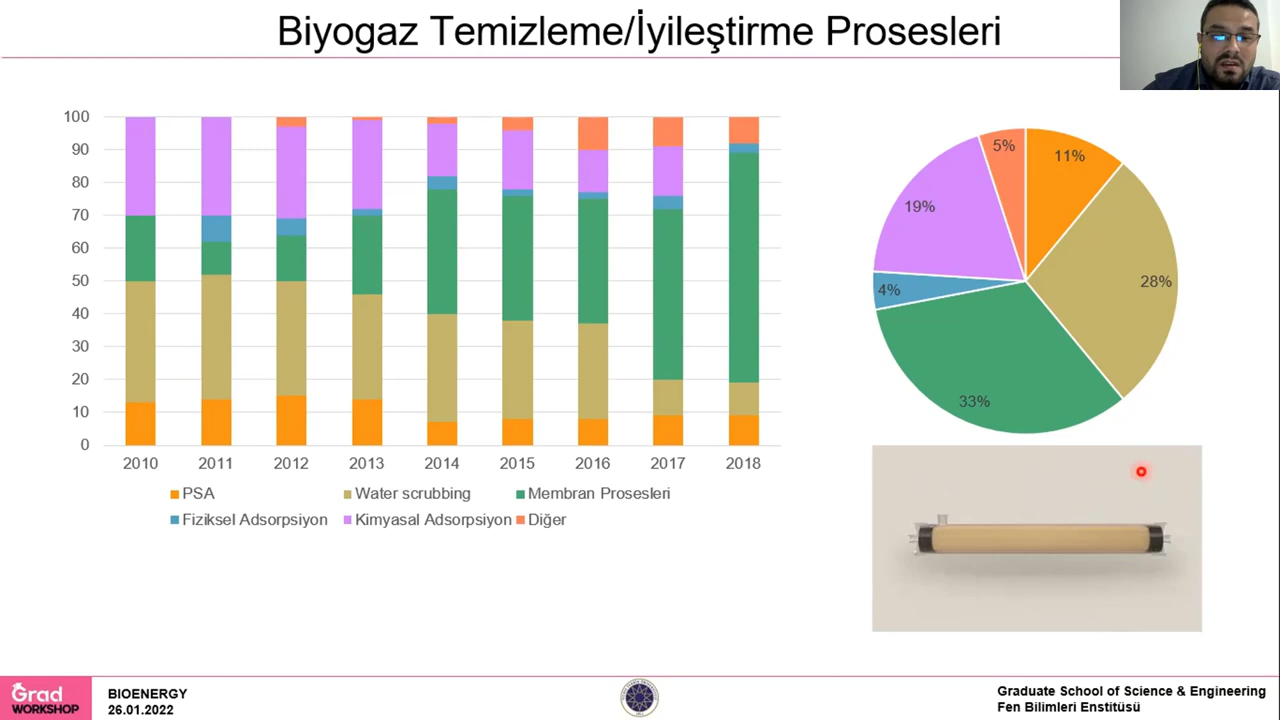 Biyogaz Temizleme/İyileştirme Prosesleri
100
90
80
70
60
50
40
30
20
10
0
2010 2011 2012 2013 2014 2015 2016 2017 2018
PSA Water scrubbing Membran Prosesleri
Fiziksel Adsorpsiyon Kimyasal Adsorpsiyon Diğer
5% 11%
19%
28%
4%
33%
Grad
WORKSHOP
BIOENERGY
26.01.2022
Graduate School of Science & Engineering
Fen Bilimleri Enstitüsü